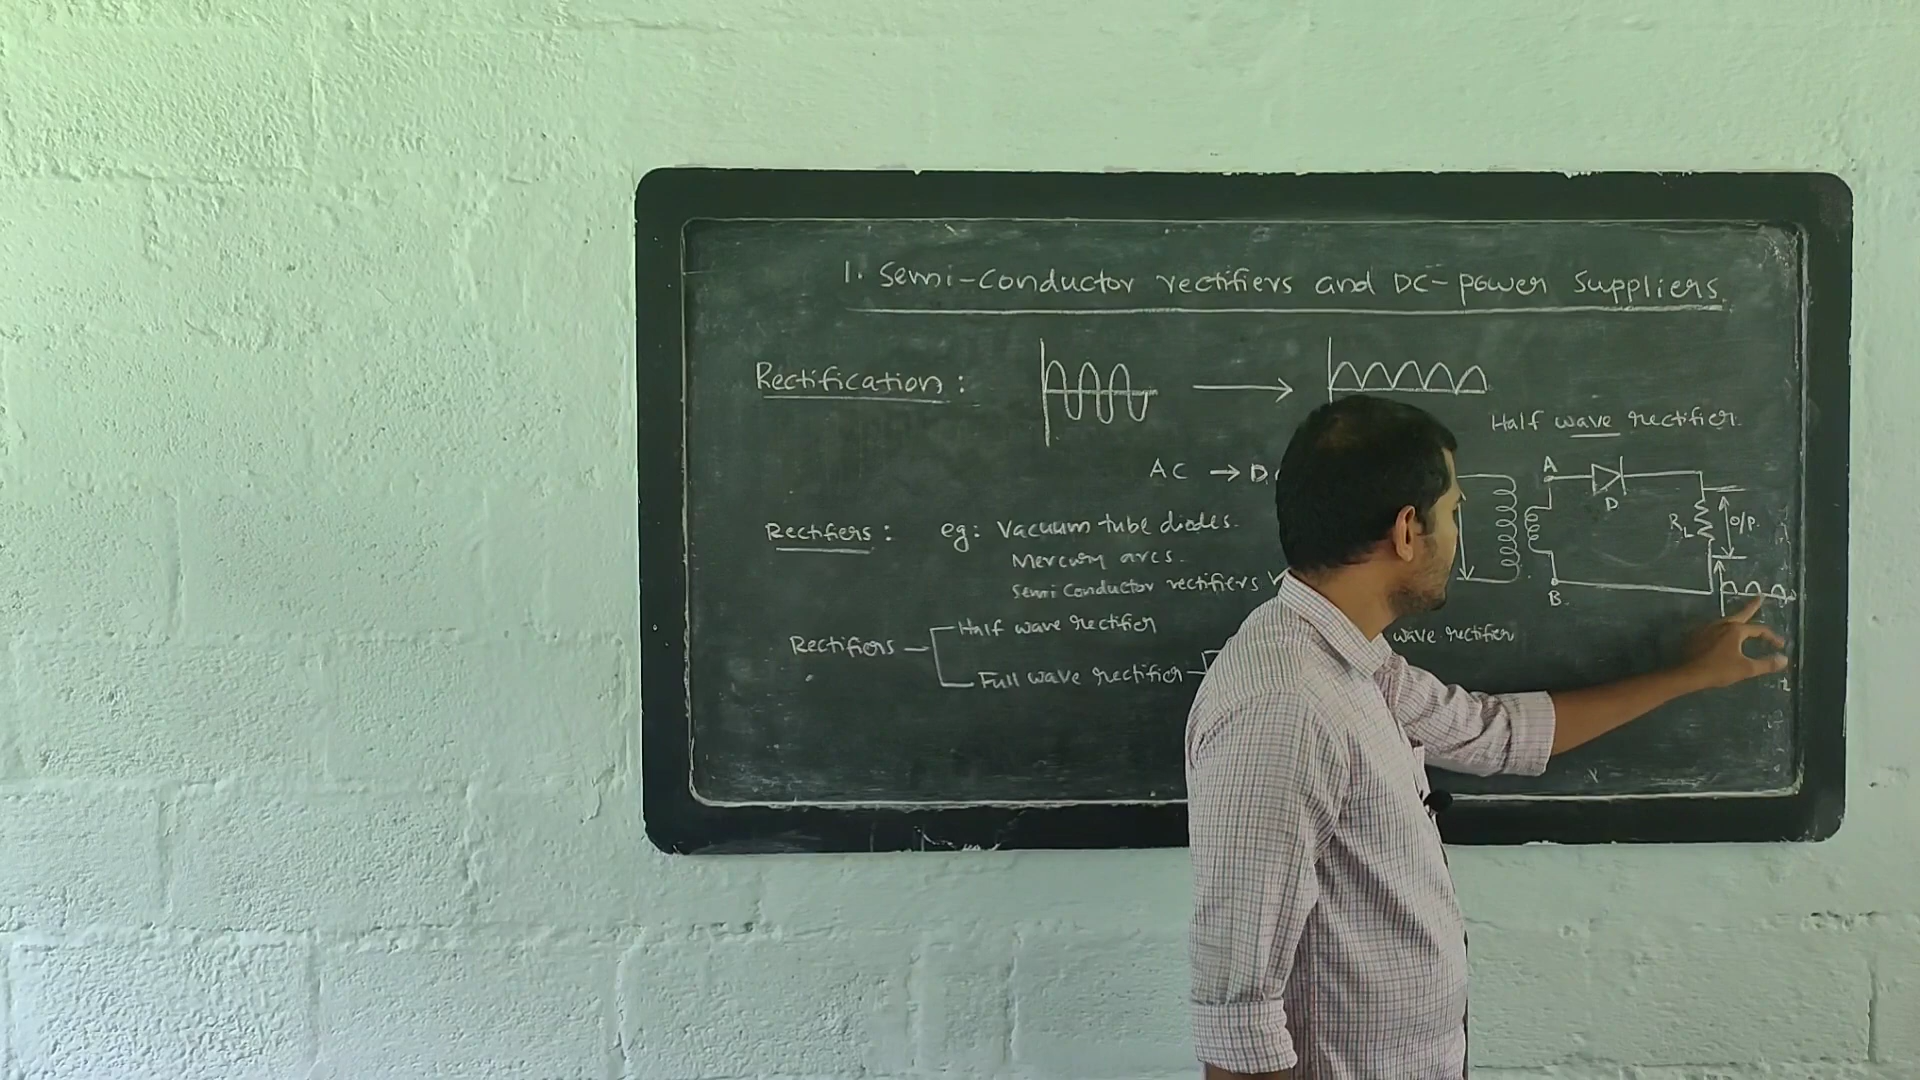 1. Semi-Conductor rectifiers and DC-power Suppliers.
Rectification :
Half wave rectifier.
AC → D
A
D
Rectifiers : eg: Vacuum tube diodes.
RL
O/P.
Mercury arcs.
Semi Conductor rectifiers
B
Rectifiers
Half wave rectifier
wave rectifier
Full wave rectifier